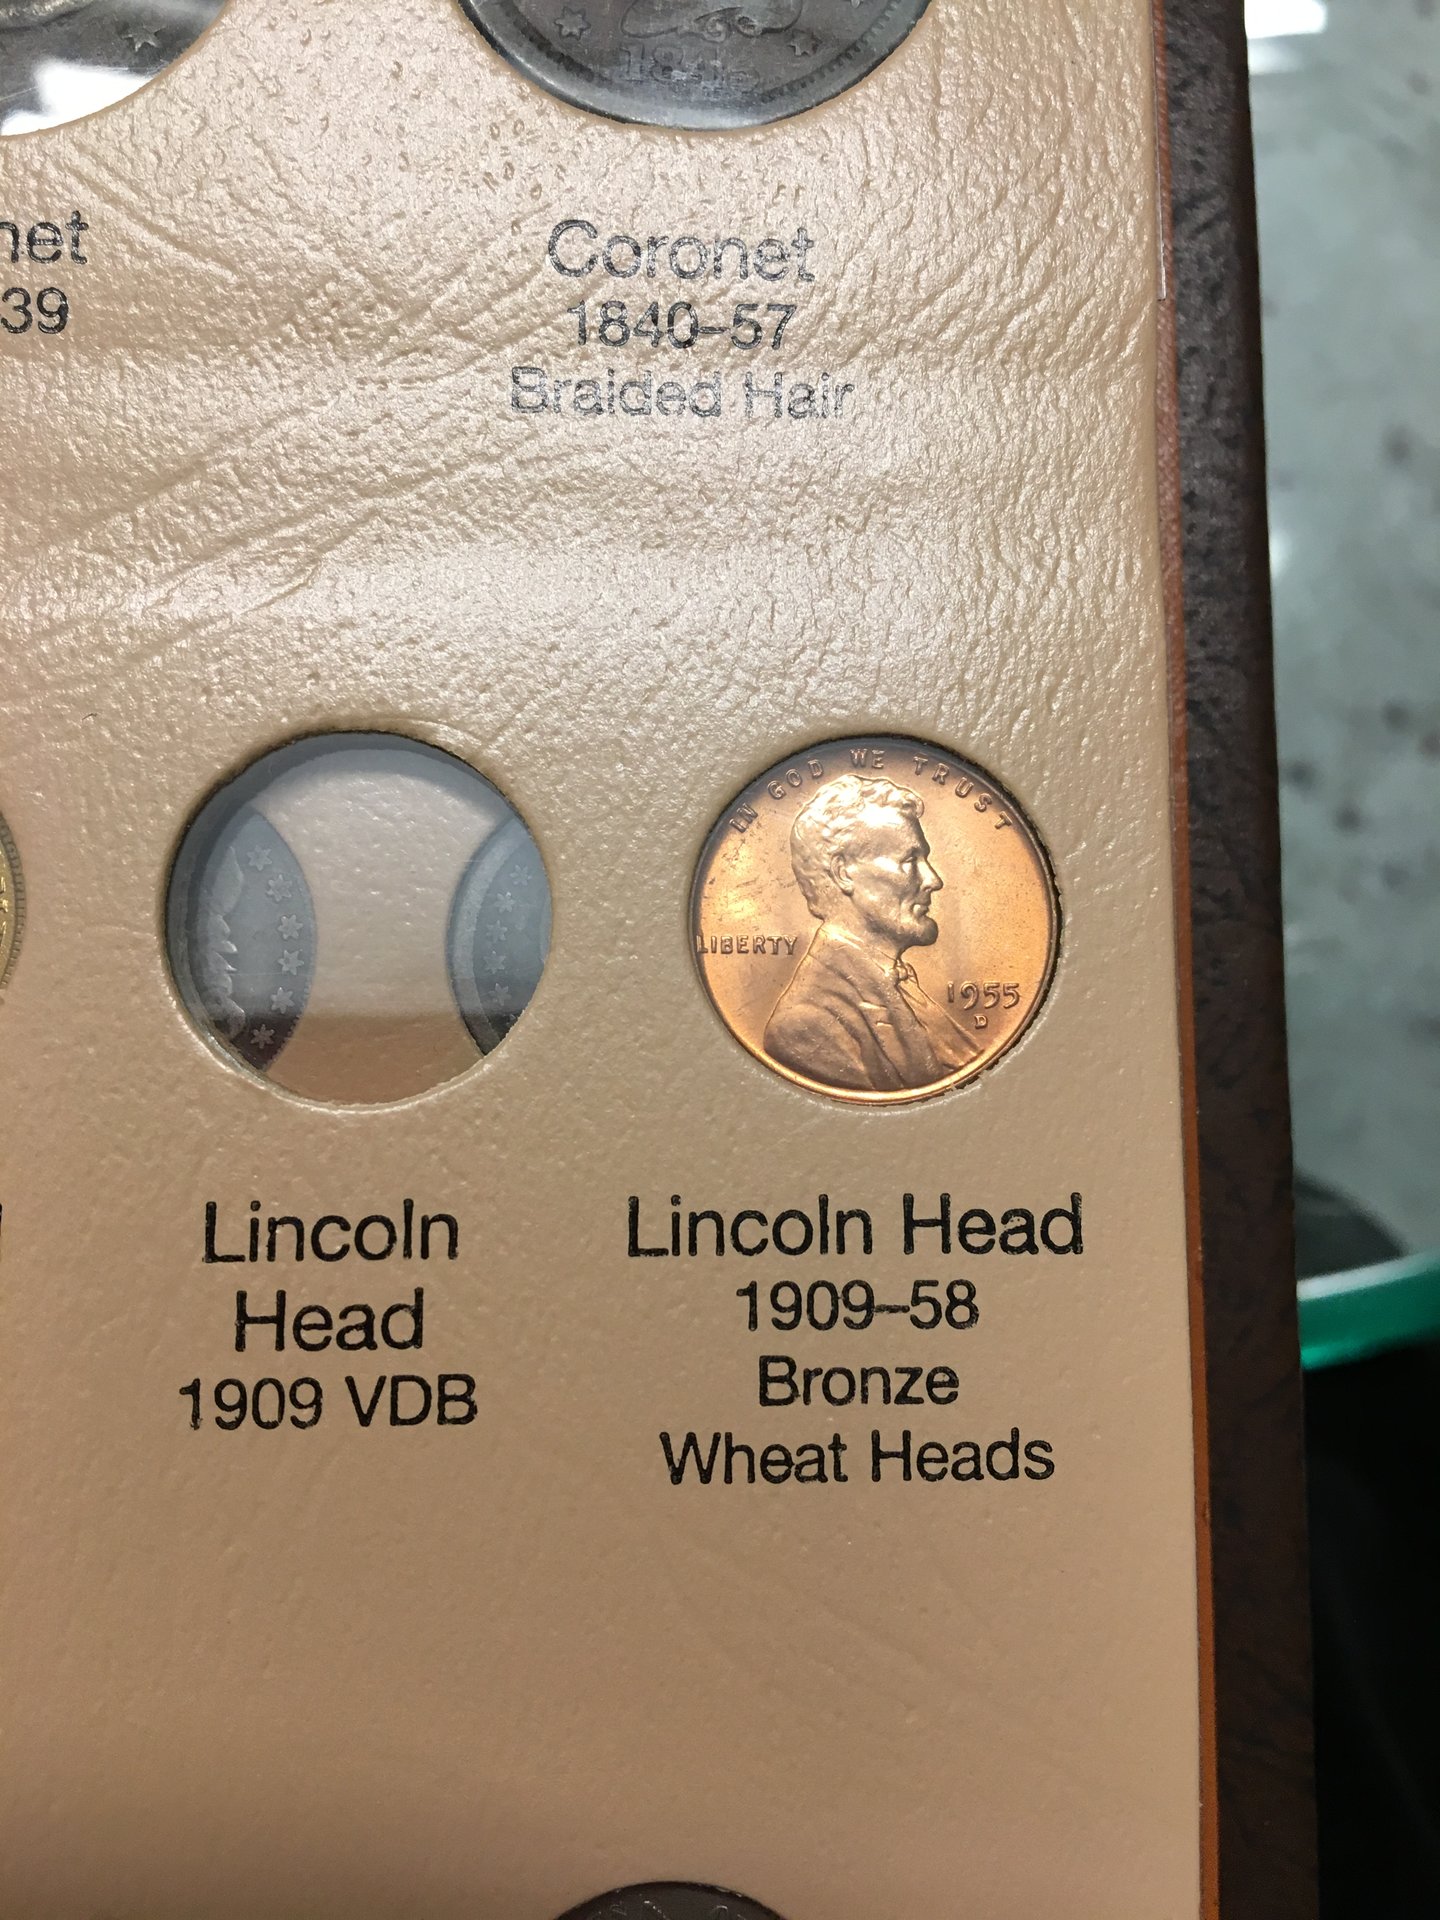 net
39
Coronet
1840–57
Braided Hair
IN GOD WE TRUST
LIBERTY
1955
D
Lincoln
Head
1909 VDB
Lincoln Head
1909–58
Bronze
Wheat Heads